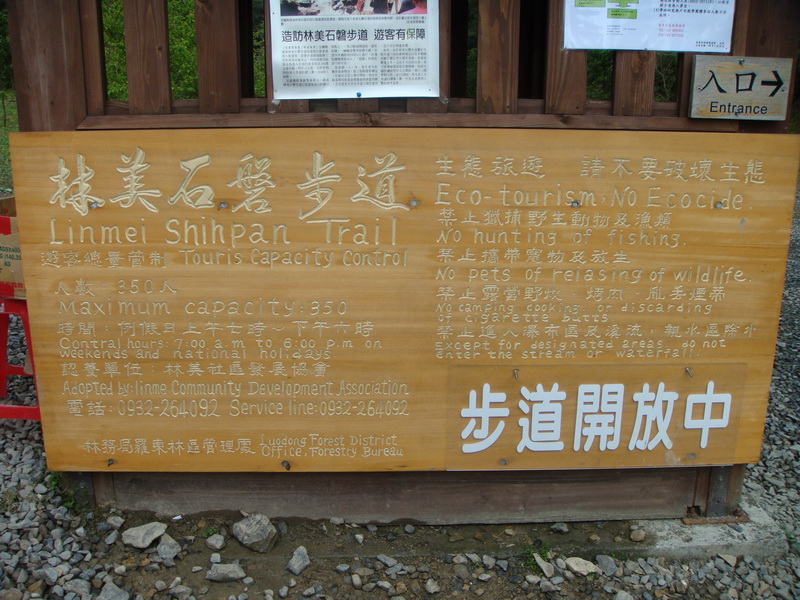 造訪林美石磐步道 遊客有保障
入口→
Entrance
林美石磐步道
Linmei Shihpan Trail
遊客總量管制 Touris Capacity Control
人數：350人
Maximum capacity:350
時間：例假日上午七時～下午六時
Contral hours:7:00 a.m to 6:00 p.m on
weekends and national holidays
認養單位：林美社區發展協會
Adopted by:linme Community Development Association
電話：0932-264092 Service line:0932-264092
林務局羅東林區管理處 Luodong Forest District
Office, Forestry Bureau
生態旅遊 請不要破壞生態
Eco-tourism,No Ecocide.
禁止獵捕野生動物及漁類
No hunting of fishing.
禁止攜帶寵物及放生
No pets of relasing of wildlife.
禁止露營野炊、烤肉、亂丟煙蒂
No camping cooking or discarding
of cigarette butts
禁止進入瀑布區及溪流，親水區除外
Except for designated areas, do not
enter the stream or waterfall.
步道開放中